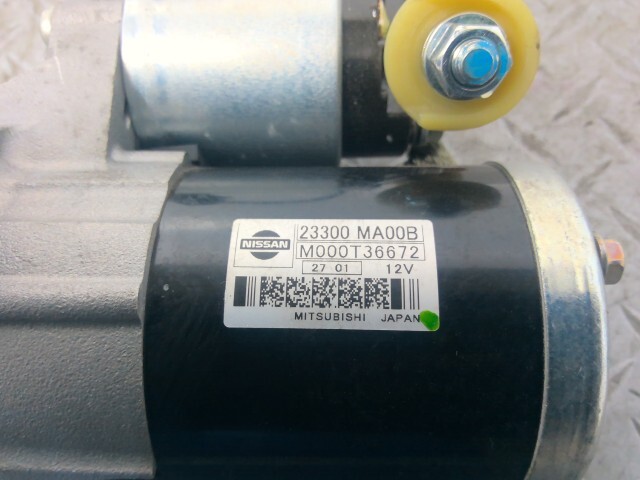 NISSAN
23300 MA00B
M000T36672
27 01 12V
MITSUBISHI JAPAN